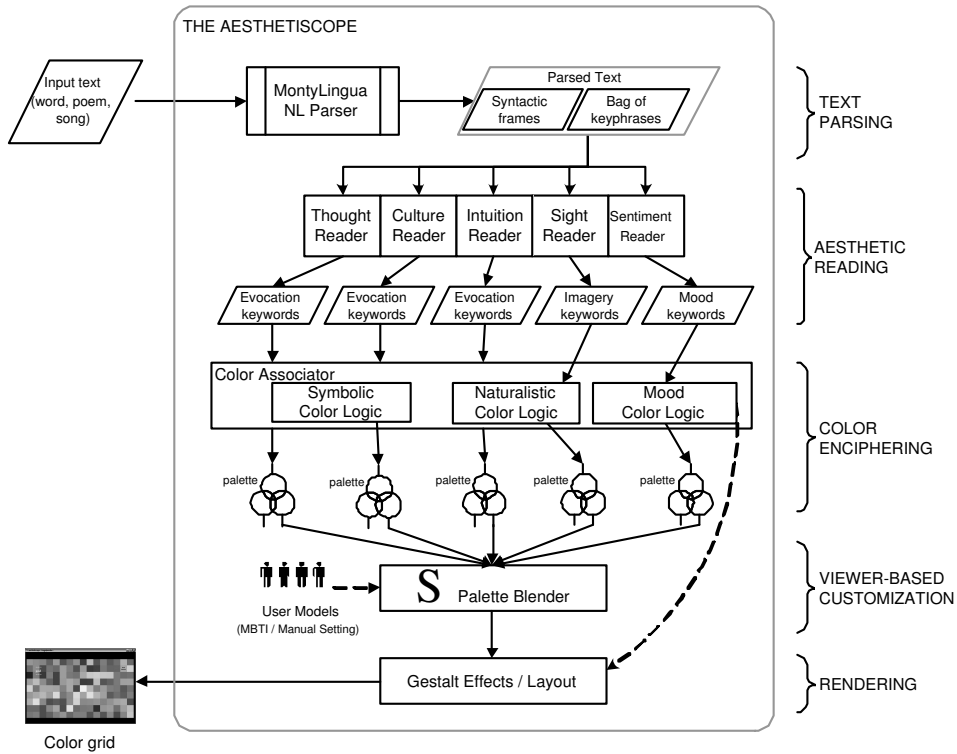 THE AESTHETISCOPE
Input text
(word, poem,
song)
MontyLingua
NL Parser
Parsed Text
Syntactic
frames
Bag of
keyphrases
TEXT
PARSING
Thought
Reader
Culture
Reader
Intuition
Reader
Sight
Reader
Sentiment
Reader
AESTHETIC
READING
Evocation
keywords
Evocation
keywords
Evocation
keywords
Imagery
keywords
Mood
keywords
Color Associator
Symbolic
Color Logic
Naturalistic
Color Logic
Mood
Color Logic
COLOR
ENCIPHERING
palette
palette
palette
palette
palette
User Models
(MBTI / Manual Setting)
S Palette Blender
VIEWER-BASED
CUSTOMIZATION
Gestalt Effects / Layout
RENDERING
Color grid